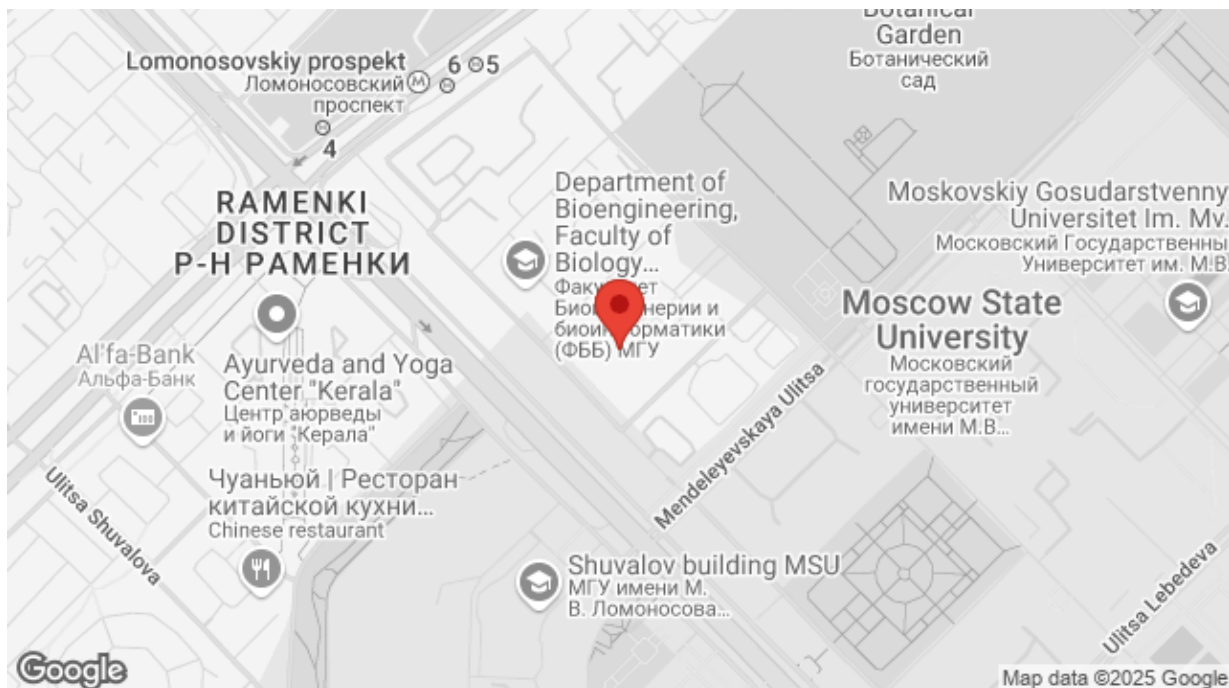 Botanical
Garden
Ботанический
сад
Lomonosovskiy prospekt
Ломоносовский
проспект
6
5
4
RAMENKI
DISTRICT
Р-Н РАМЕНКИ
Department of
Bioengineering,
Faculty of
Biology...
биоинформатики
(ФББ) МГУ
Moskovskiy Gosudarstvenny
Universitet Im. Mv.
Московский Государственны
Университет им. М.В.
Moscow State
University
Московский
государственный
университет
имени М.В...
Al'fa-Bank
Альфа-Банк
Ayurveda and Yoga
Center "Kerala"
Центр аюрведы
и йоги "Керала"
Чуаньюй | Ресторан
китайской кухни...
Chinese restaurant
Ulitsa Shuvalova
Mendeleyevskaya Ulitsa
Shuvalov building MSU
МГУ имени М.
В. Ломоносова...
Ulitsa Lebedeva
Google
Map data ©2025 Google